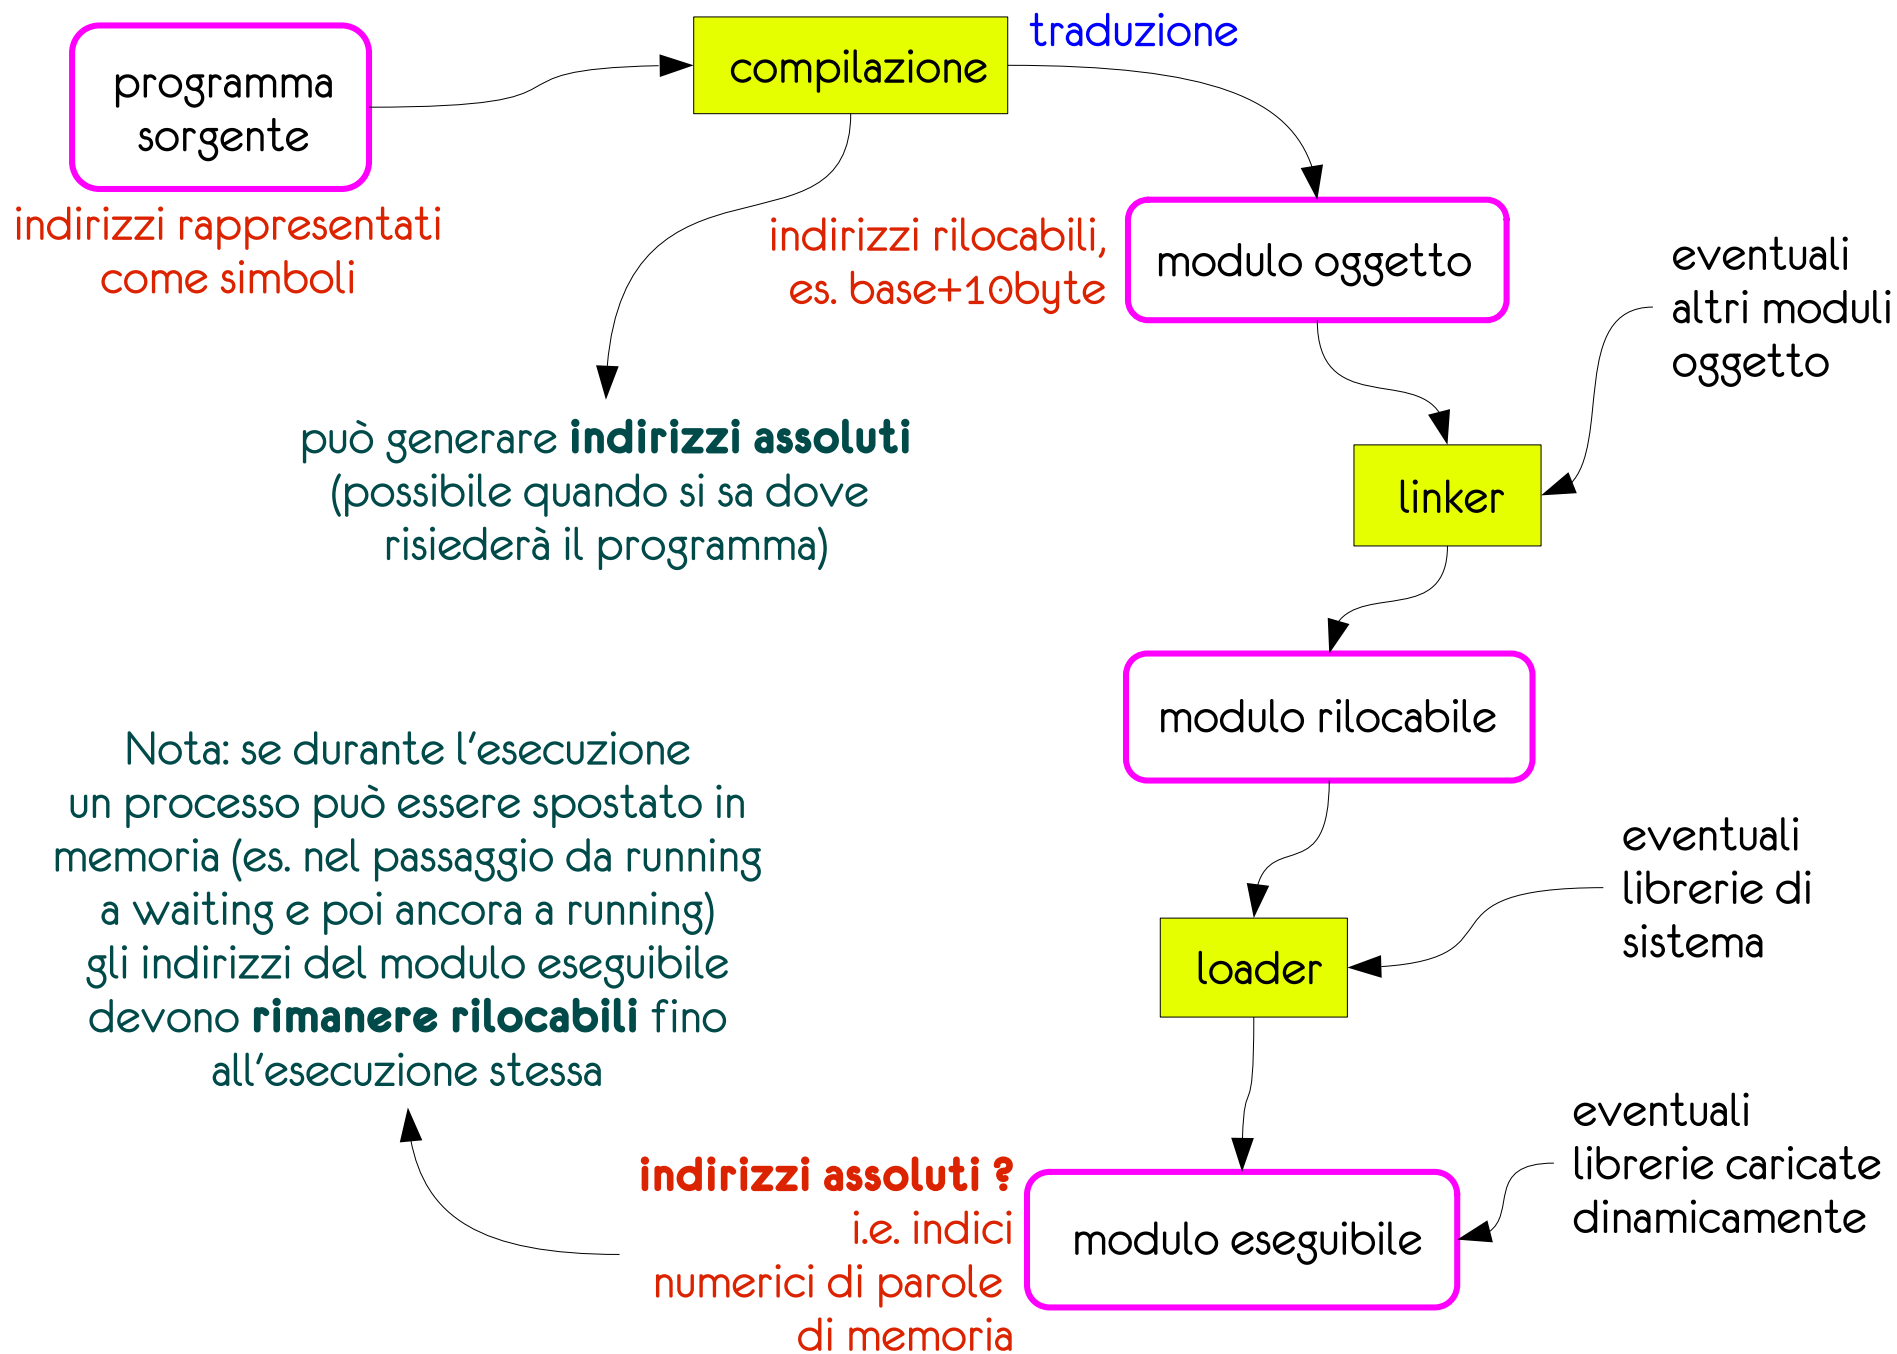 programma
sorgente
indirizzi rappresentati
come simboli
compilazione
traduzione
indirizzi rilocabili,
es. base+10byte
modulo oggetto
eventuali
altri moduli
oggetto
può generare indirizzi assoluti
(possibile quando si sa dove
risiederà il programma)
linker
modulo rilocabile
Nota: se durante l'esecuzione
un processo può essere spostato in
memoria (es. nel passaggio da running
a waiting e poi ancora a running)
gli indirizzi del modulo eseguibile
devono rimanere rilocabili fino
all'esecuzione stessa
eventuali
librerie di
sistema
loader
indirizzi assoluti ?
i.e. indici
numerici di parole
di memoria
modulo eseguibile
eventuali
librerie caricate
dinamicamente